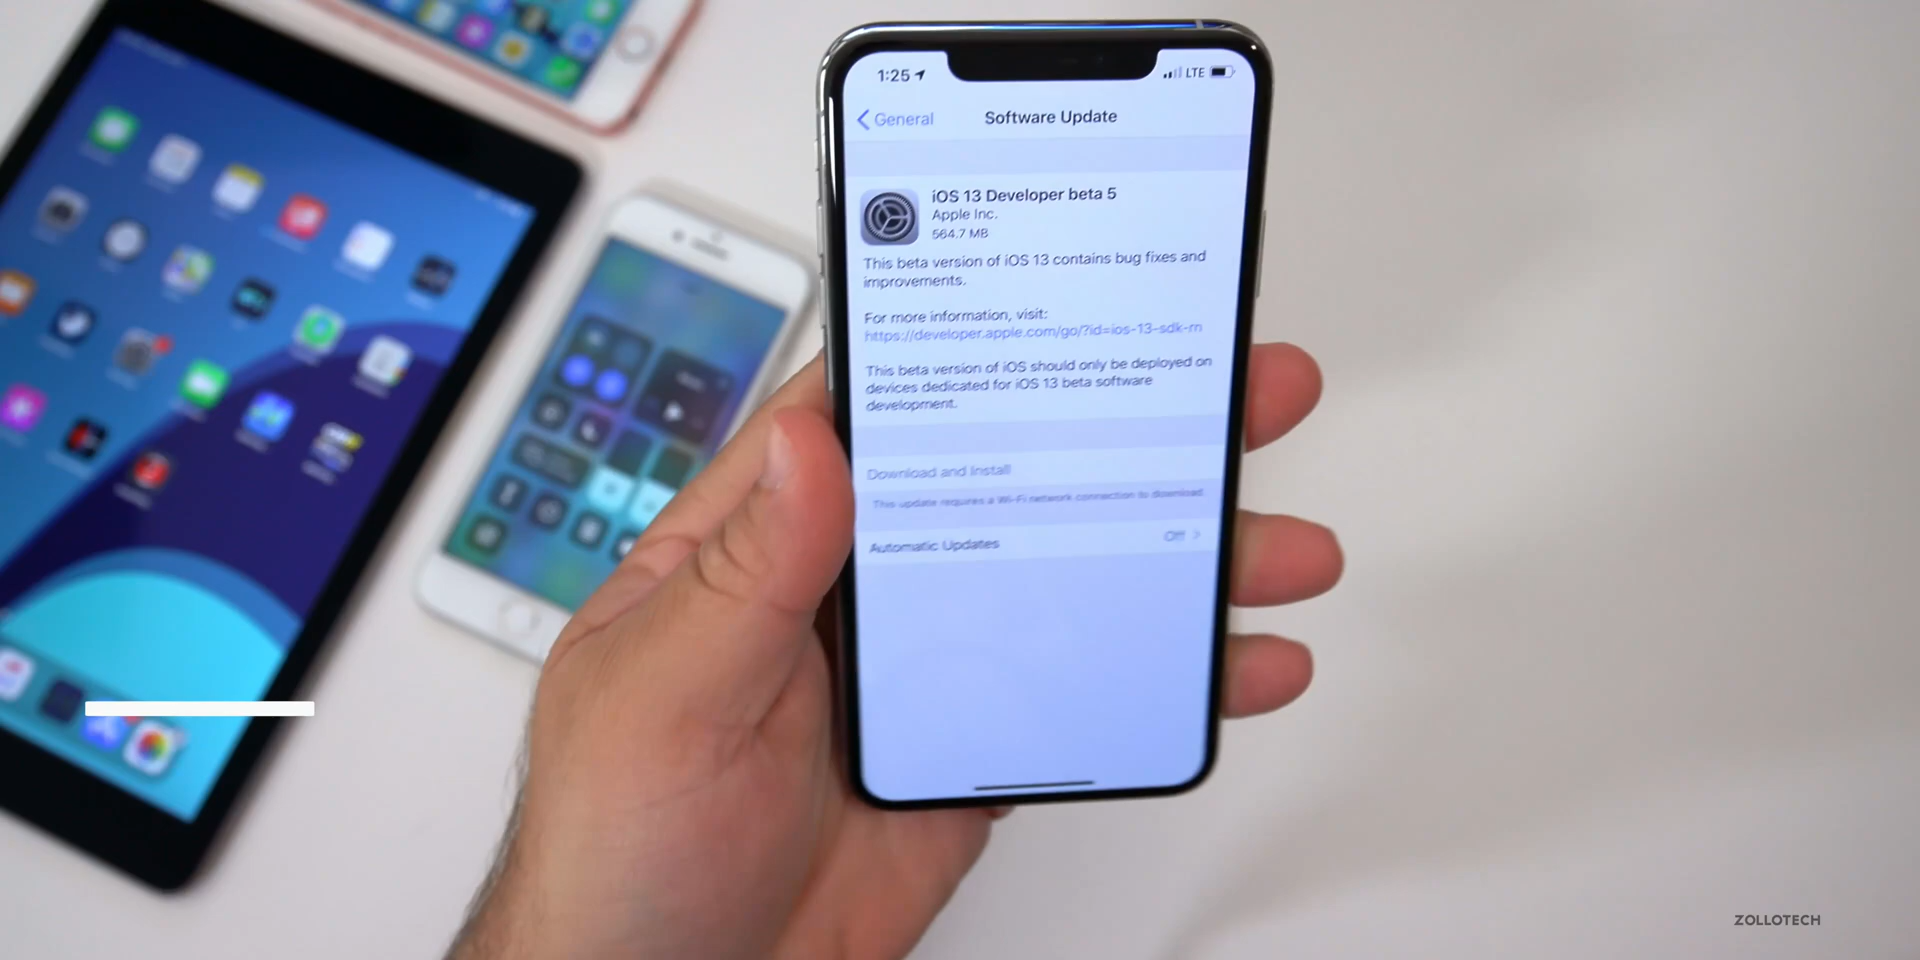 1:25
LTE
General
Software Update
iOS 13 Developer beta 5
Apple Inc.
564.7 MB
This beta version of iOS 13 contains bug fixes and
improvements.
For more information, visit:
https://developer.apple.com/go/?id=ios-13-sdk-rn
This beta version of iOS should only be deployed on
devices dedicated for iOS 13 beta software
development.
Download and Install
This update requires a Wi-Fi network connection to download.
Automatic Updates
Off
ZOLLOTECH